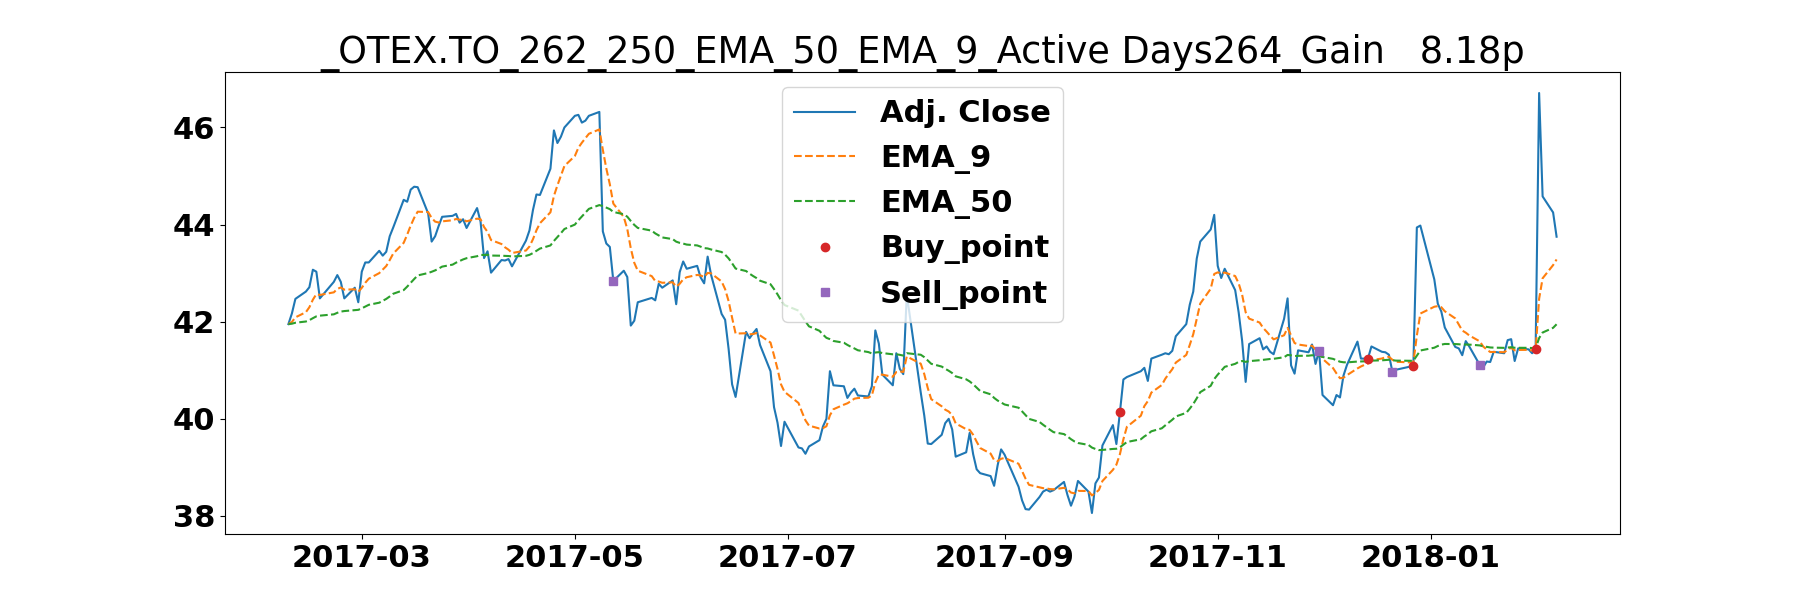 _OTEX.TO_262_250_EMA_50_EMA_9_Active Days264_Gain   8.18p
Adj. Close
EMA_9
EMA_50
Buy_point
Sell_point
46
44
42
40
38
2017-03 2017-05 2017-07 2017-09 2017-11 2018-01